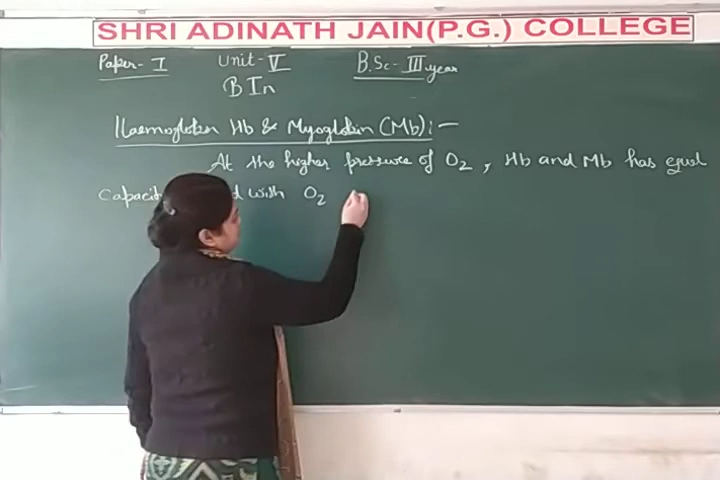 SHRI ADINATH JAIN(P.G.) COLLEGE
Paper- I Unit-V B.Sc- III year
B In
Haemoglobin Hb & Myoglobin (Mb):-
At the higher pressure of O2, Hb and Mb has equal
with O2